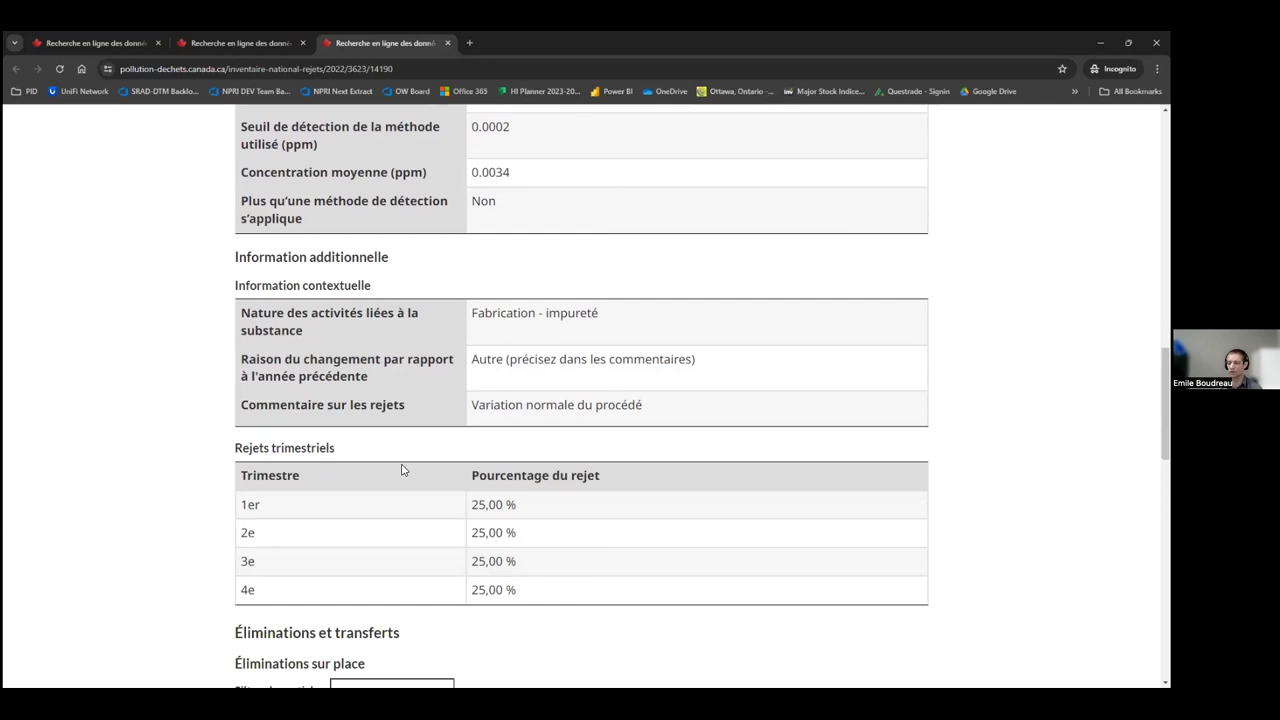 Recherche en ligne des donné
Recherche en ligne des donné
Recherche en ligne des donné
pollution-dechets.canada.ca/inventaire-national-rejets/2022/3623/14190
Incognito
PID
UniFi Network
SRAD-DTM Backlo...
NPRI DEV Team Ba...
NPRI Next Extract
OW Board
Office 365
HI Planner 2023-20...
Power BI
OneDrive
Ottawa, Ontario -...
Major Stock Indice...
Questrade - Signin
Google Drive
All Bookmarks
Seuil de détection de la méthode
utilisé (ppm)
0.0002
Concentration moyenne (ppm)
0.0034
Plus qu’une méthode de détection
s’applique
Non
Information additionnelle
Information contextuelle
Nature des activités liées à la
substance
Fabrication - impureté
Raison du changement par rapport
à l'année précédente
Autre (précisez dans les commentaires)
Commentaire sur les rejets
Variation normale du procédé
Rejets trimestriels
Trimestre
Pourcentage du rejet
1er
25,00 %
2e
25,00 %
3e
25,00 %
4e
25,00 %
Éliminations et transferts
Éliminations sur place
Emile Boudreau